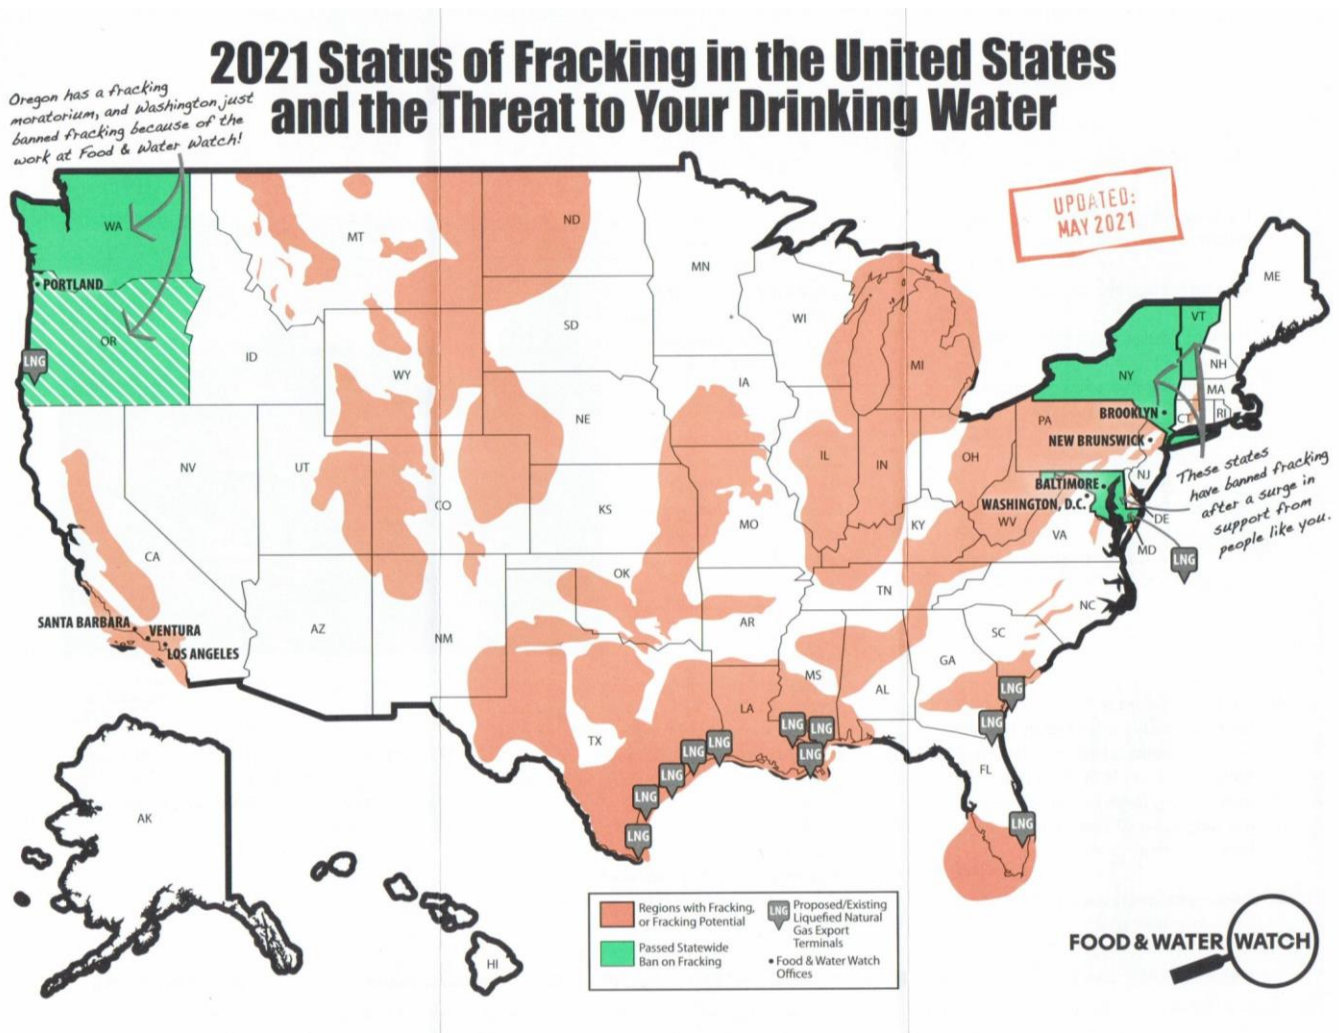 2021 Status of Fracking in the United States
and the Threat to Your Drinking Water
Oregon has a fracking
moratorium, and Washington just
banned fracking because of the
work at Food & Water Watch!
UPDATED:
MAY 2021
WA
PORTLAND
OR
LNG
MT
ND
MN
ID
WY
SD
WI
MI
ME
VT
NH
NY
MA
CT
RI
BROOKLYN
NEW BRUNSWICK
PA
NJ
NV
UT
CO
NE
IA
KS
MO
IL
IN
OH
KY
WV
VA
BALTIMORE
WASHINGTON, D.C.
DE
MD
LNG
These states
have banned fracking
after a surge in
support from
people like you.
CA
SANTA BARBARA
VENTURA
LOS ANGELES
AZ
NM
OK
AR
TN
NC
SC
GA
MS
AL
LA
TX
FL
LNG
LNG
LNG
LNG
LNG
LNG
LNG
LNG
LNG
LNG
LNG
AK
HI
Regions with Fracking,
or Fracking Potential
Passed Statewide
Ban on Fracking
LNG
Proposed/Existing
Liquefied Natural
Gas Export
Terminals
• Food & Water Watch
Offices
FOOD & WATER WATCH